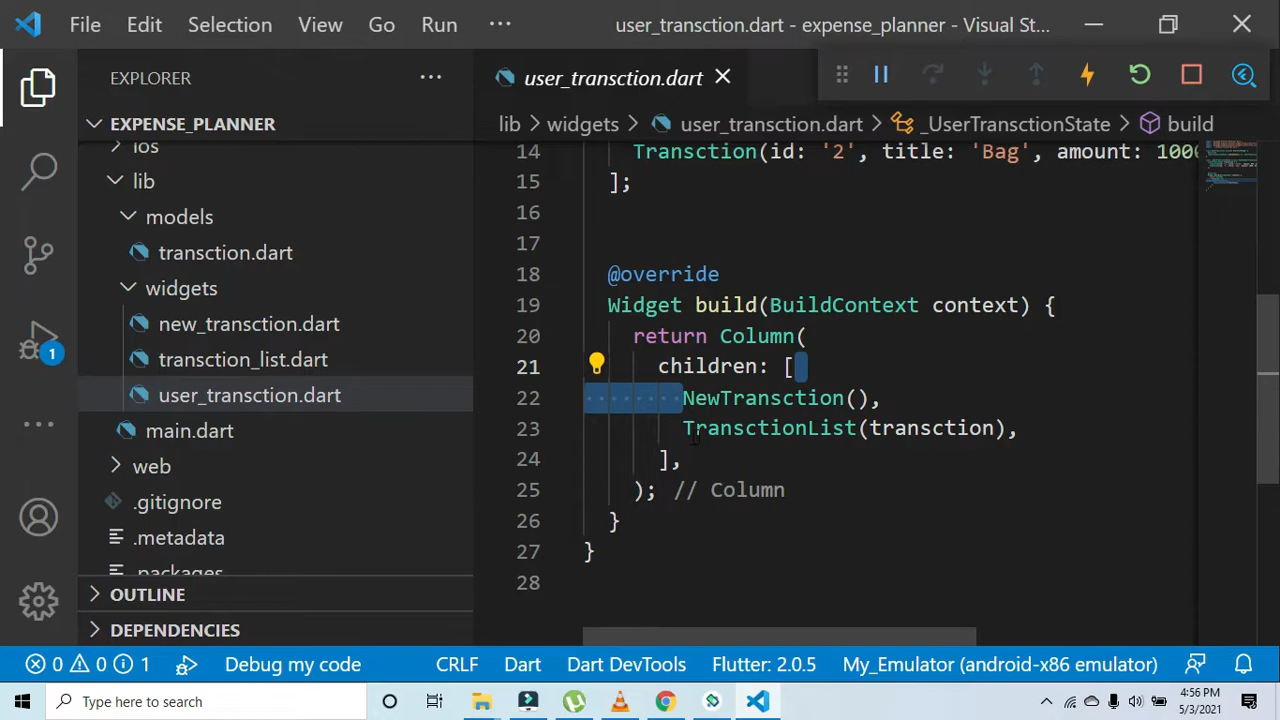 File Edit Selection View Go Run ··· user_transction.dart - expense_planner - Visual St...
EXPLORER ···
user_transction.dart
EXPENSE_PLANNER
lib > widgets > user_transction.dart > _UserTransctionState > build
ios
lib
models
transction.dart
widgets
new_transction.dart
transction_list.dart
user_transction.dart
main.dart
web
.gitignore
.metadata
.packages
OUTLINE
DEPENDENCIES
1
14 Transction(id: '2', title: 'Bag', amount: 1000
15 ];
16
17
18 @override
19 Widget build(BuildContext context) {
20 return Column(
21 children: [
22 NewTransction(),
23 TransctionList(transction),
24 ],
25 ); // Column
26 }
27 }
28
0 0 1 Debug my code CRLF Dart Dart DevTools Flutter: 2.0.5 My_Emulator (android-x86 emulator)
Type here to search
4:56 PM
5/3/2021